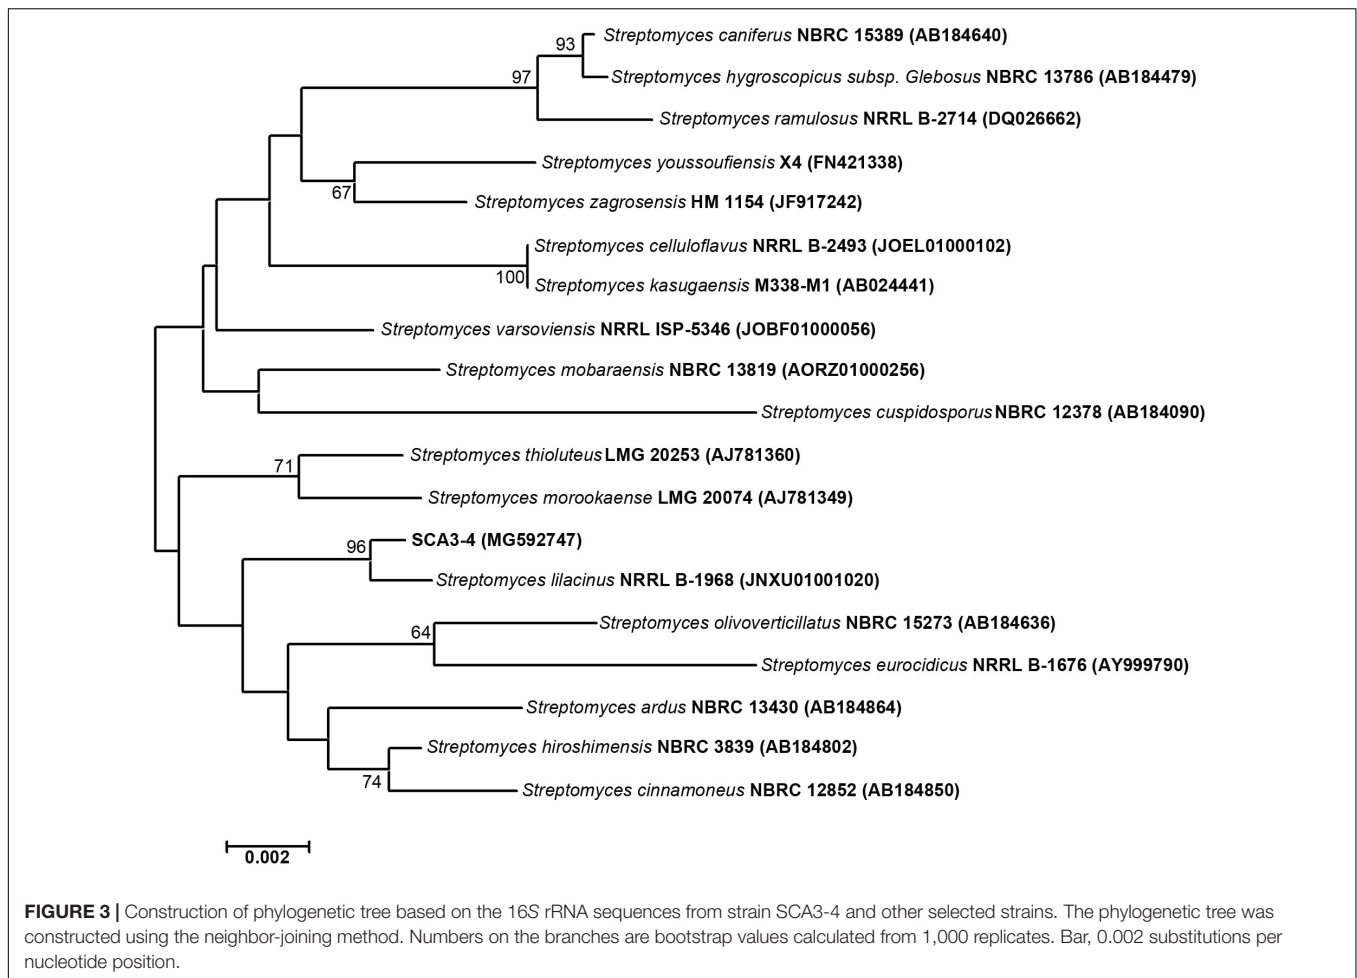 93
Streptomyces caniferus NBRC 15389 (AB184640)
97
Streptomyces hygroscopicus subsp. Glebosus NBRC 13786 (AB184479)
Streptomyces ramulosus NRRL B-2714 (DQ026662)
Streptomyces youssoufiensis X4 (FN421338)
67
Streptomyces zagrosensis HM 1154 (JF917242)
Streptomyces celluloflavus NRRL B-2493 (JOEL01000102)
100
Streptomyces kasugaensis M338-M1 (AB024441)
Streptomyces varsoviensis NRRL ISP-5346 (JOBF01000056)
Streptomyces mobaraensis NBRC 13819 (AORZ01000256)
Streptomyces cuspidosporus NBRC 12378 (AB184090)
Streptomyces thioluteus LMG 20253 (AJ781360)
71
Streptomyces morookaense LMG 20074 (AJ781349)
SCA3-4 (MG592747)
96
Streptomyces lilacinus NRRL B-1968 (JNXU01001020)
Streptomyces olivoverticillatus NBRC 15273 (AB184636)
64
Streptomyces eurocidicus NRRL B-1676 (AY999790)
Streptomyces ardus NBRC 13430 (AB184864)
Streptomyces hiroshimensis NBRC 3839 (AB184802)
74
Streptomyces cinnamoneus NBRC 12852 (AB184850)
0.002
FIGURE 3 | Construction of phylogenetic tree based on the 16S rRNA sequences from strain SCA3-4 and other selected strains. The phylogenetic tree was
constructed using the neighbor-joining method. Numbers on the branches are bootstrap values calculated from 1,000 replicates. Bar, 0.002 substitutions per
nucleotide position.